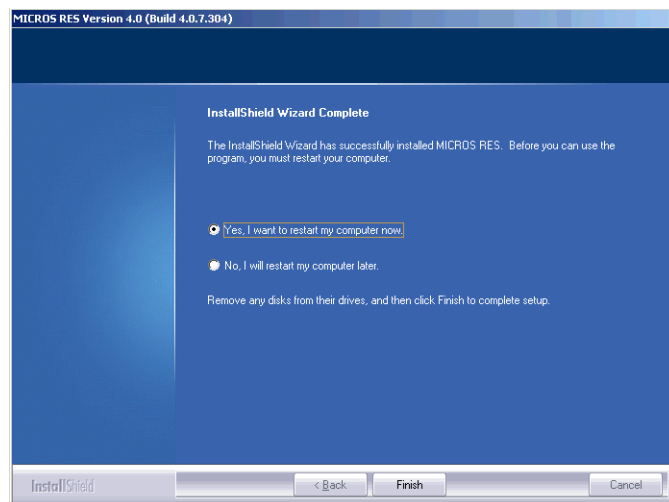 MICROS RES Version 4.0 (Build 4.0.7.304)
InstallShield Wizard Complete
The InstallShield Wizard has successfully installed MICROS RES. Before you can use the
program, you must restart your computer.
Yes, I want to restart my computer now.
No, I will restart my computer later.
Remove any disks from their drives, and then click Finish to complete setup.
InstallShield
< Back
Finish
Cancel